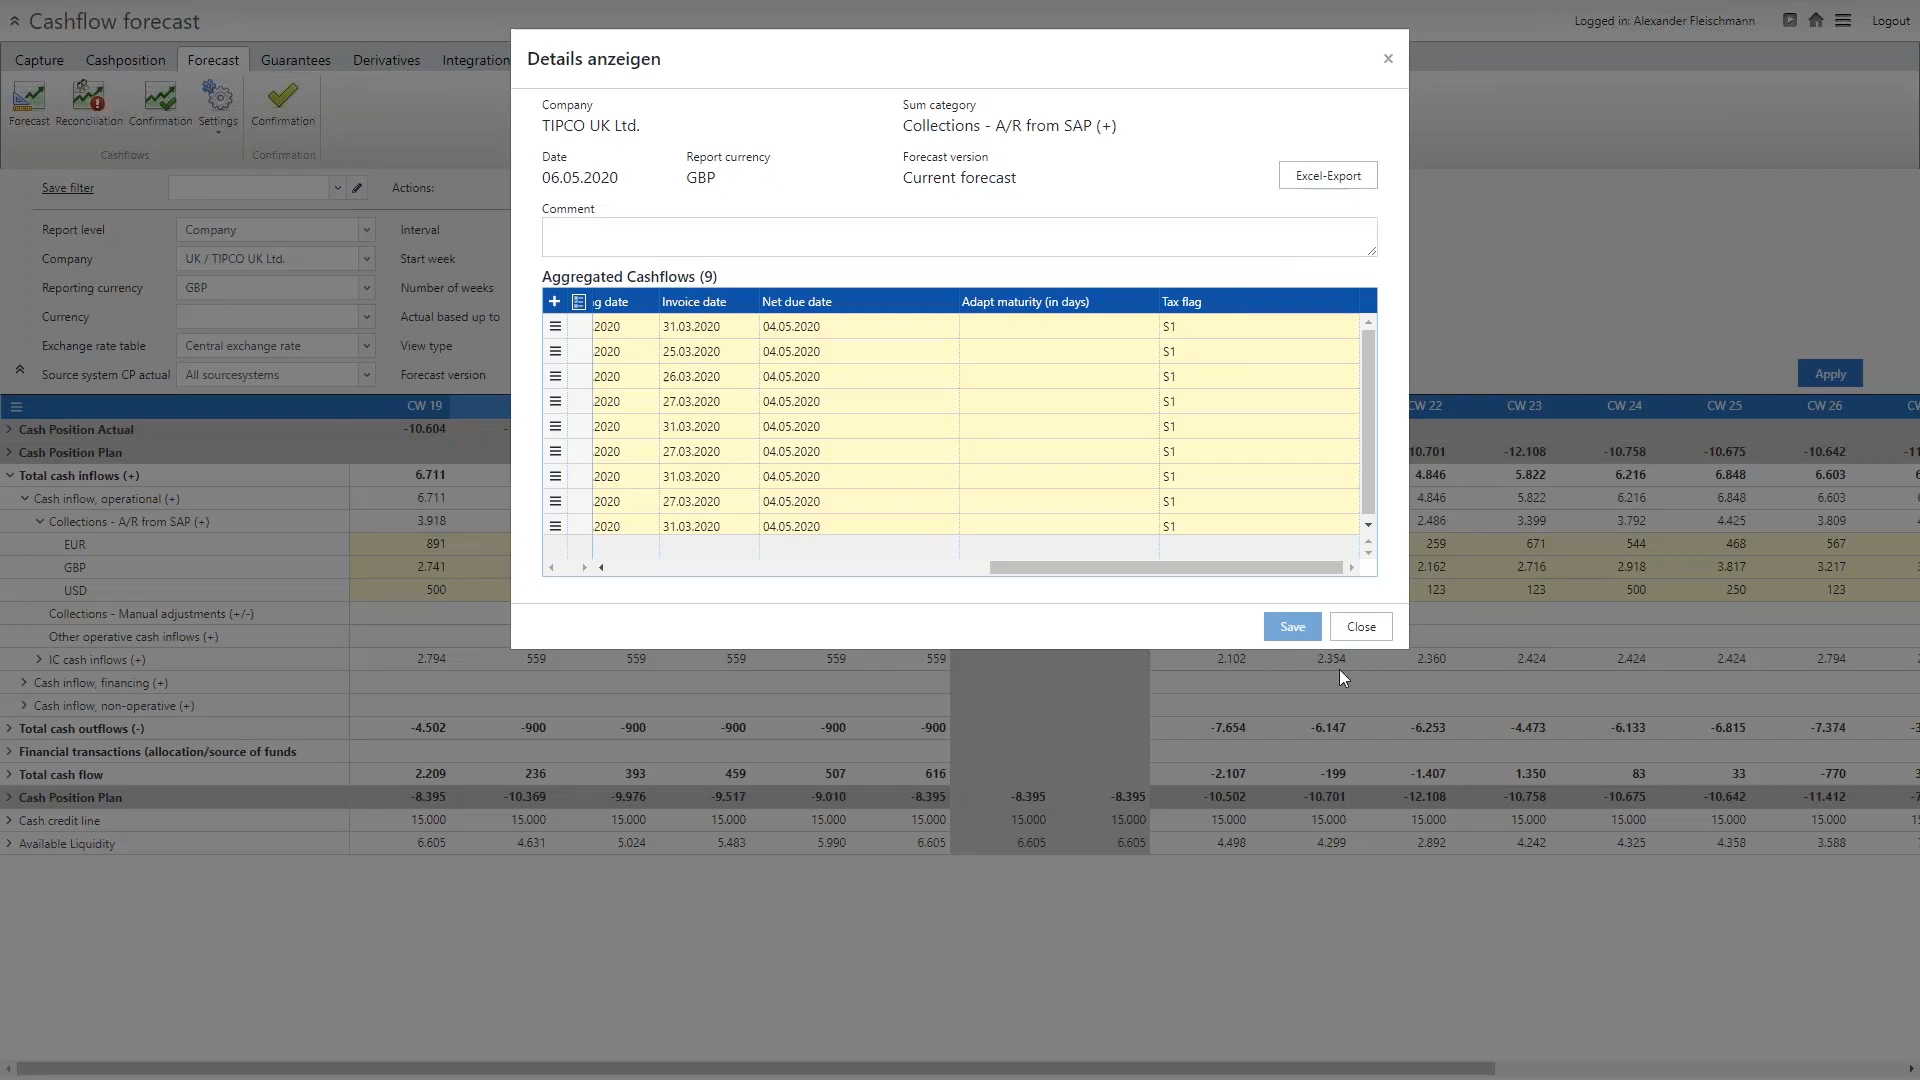 Cashflow forecast
Logged in: Alexander Fleischmann Logout
Capture Cashposition Forecast Guarantees Derivatives Integration
Forecast Reconciliation Confirmation Settings Confirmation
Cashflows Confirmation
Save filter Actions:
Report level Company Interval
Company UK / TIPCO UK Ltd. Start week
Reporting currency GBP Number of weeks
Currency Actual based up to
Exchange rate table Central exchange rate View type
Source system CP actual All sourcesystems Forecast version
Apply
Details anzeigen ×
Company Sum category
TIPCO UK Ltd. Collections - A/R from SAP (+)
Date Report currency Forecast version
06.05.2020 GBP Current forecast Excel-Export
Comment
Aggregated Cashflows (9)
g date Invoice date Net due date Adapt maturity (in days) Tax flag
.2020 31.03.2020 04.05.2020 S1
.2020 25.03.2020 04.05.2020 S1
.2020 26.03.2020 04.05.2020 S1
.2020 27.03.2020 04.05.2020 S1
.2020 31.03.2020 04.05.2020 S1
.2020 27.03.2020 04.05.2020 S1
.2020 31.03.2020 04.05.2020 S1
.2020 27.03.2020 04.05.2020 S1
.2020 31.03.2020 04.05.2020 S1
Save Close
CW 19 CW 22 CW 23 CW 24 CW 25 CW 26
Cash Position Actual -10.604
Cash Position Plan 10.701 -12.108 -10.758 -10.675 -10.642
Total cash inflows (+) 6.711 4.846 5.822 6.216 6.848 6.603
Cash inflow, operational (+) 6.711 4.846 5.822 6.216 6.848 6.603
Collections - A/R from SAP (+) 3.918 2.486 3.399 3.792 4.425 3.809
EUR 891 259 671 544 468 567
GBP 2.741 2.162 2.716 2.918 3.817 3.217
USD 500 123 123 500 250 123
Collections - Manual adjustments (+/-)
Other operative cash inflows (+)
IC cash inflows (+) 2.794 559 559 559 559 559 2.102 2.354 2.360 2.424 2.424 2.424 2.794
Cash inflow, financing (+)
Cash inflow, non-operative (+)
Total cash outflows (-) -4.502 -900 -900 -900 -900 -900 -7.654 -6.147 -6.253 -4.473 -6.133 -6.815 -7.374
Financial transactions (allocation/source of funds
Total cash flow 2.209 236 393 459 507 616 -2.107 -199 -1.407 1.350 83 33 -770
Cash Position Plan -8.395 -10.369 -9.976 -9.517 -9.010 -8.395 -8.395 -8.395 -10.502 -10.701 -12.108 -10.758 -10.675 -10.642 -11.412
Cash credit line 15.000 15.000 15.000 15.000 15.000 15.000 15.000 15.000 15.000 15.000 15.000 15.000 15.000 15.000 15.000
Available Liquidity 6.605 4.631 5.024 5.483 5.990 6.605 6.605 6.605 4.498 4.299 2.892 4.242 4.325 4.358 3.588